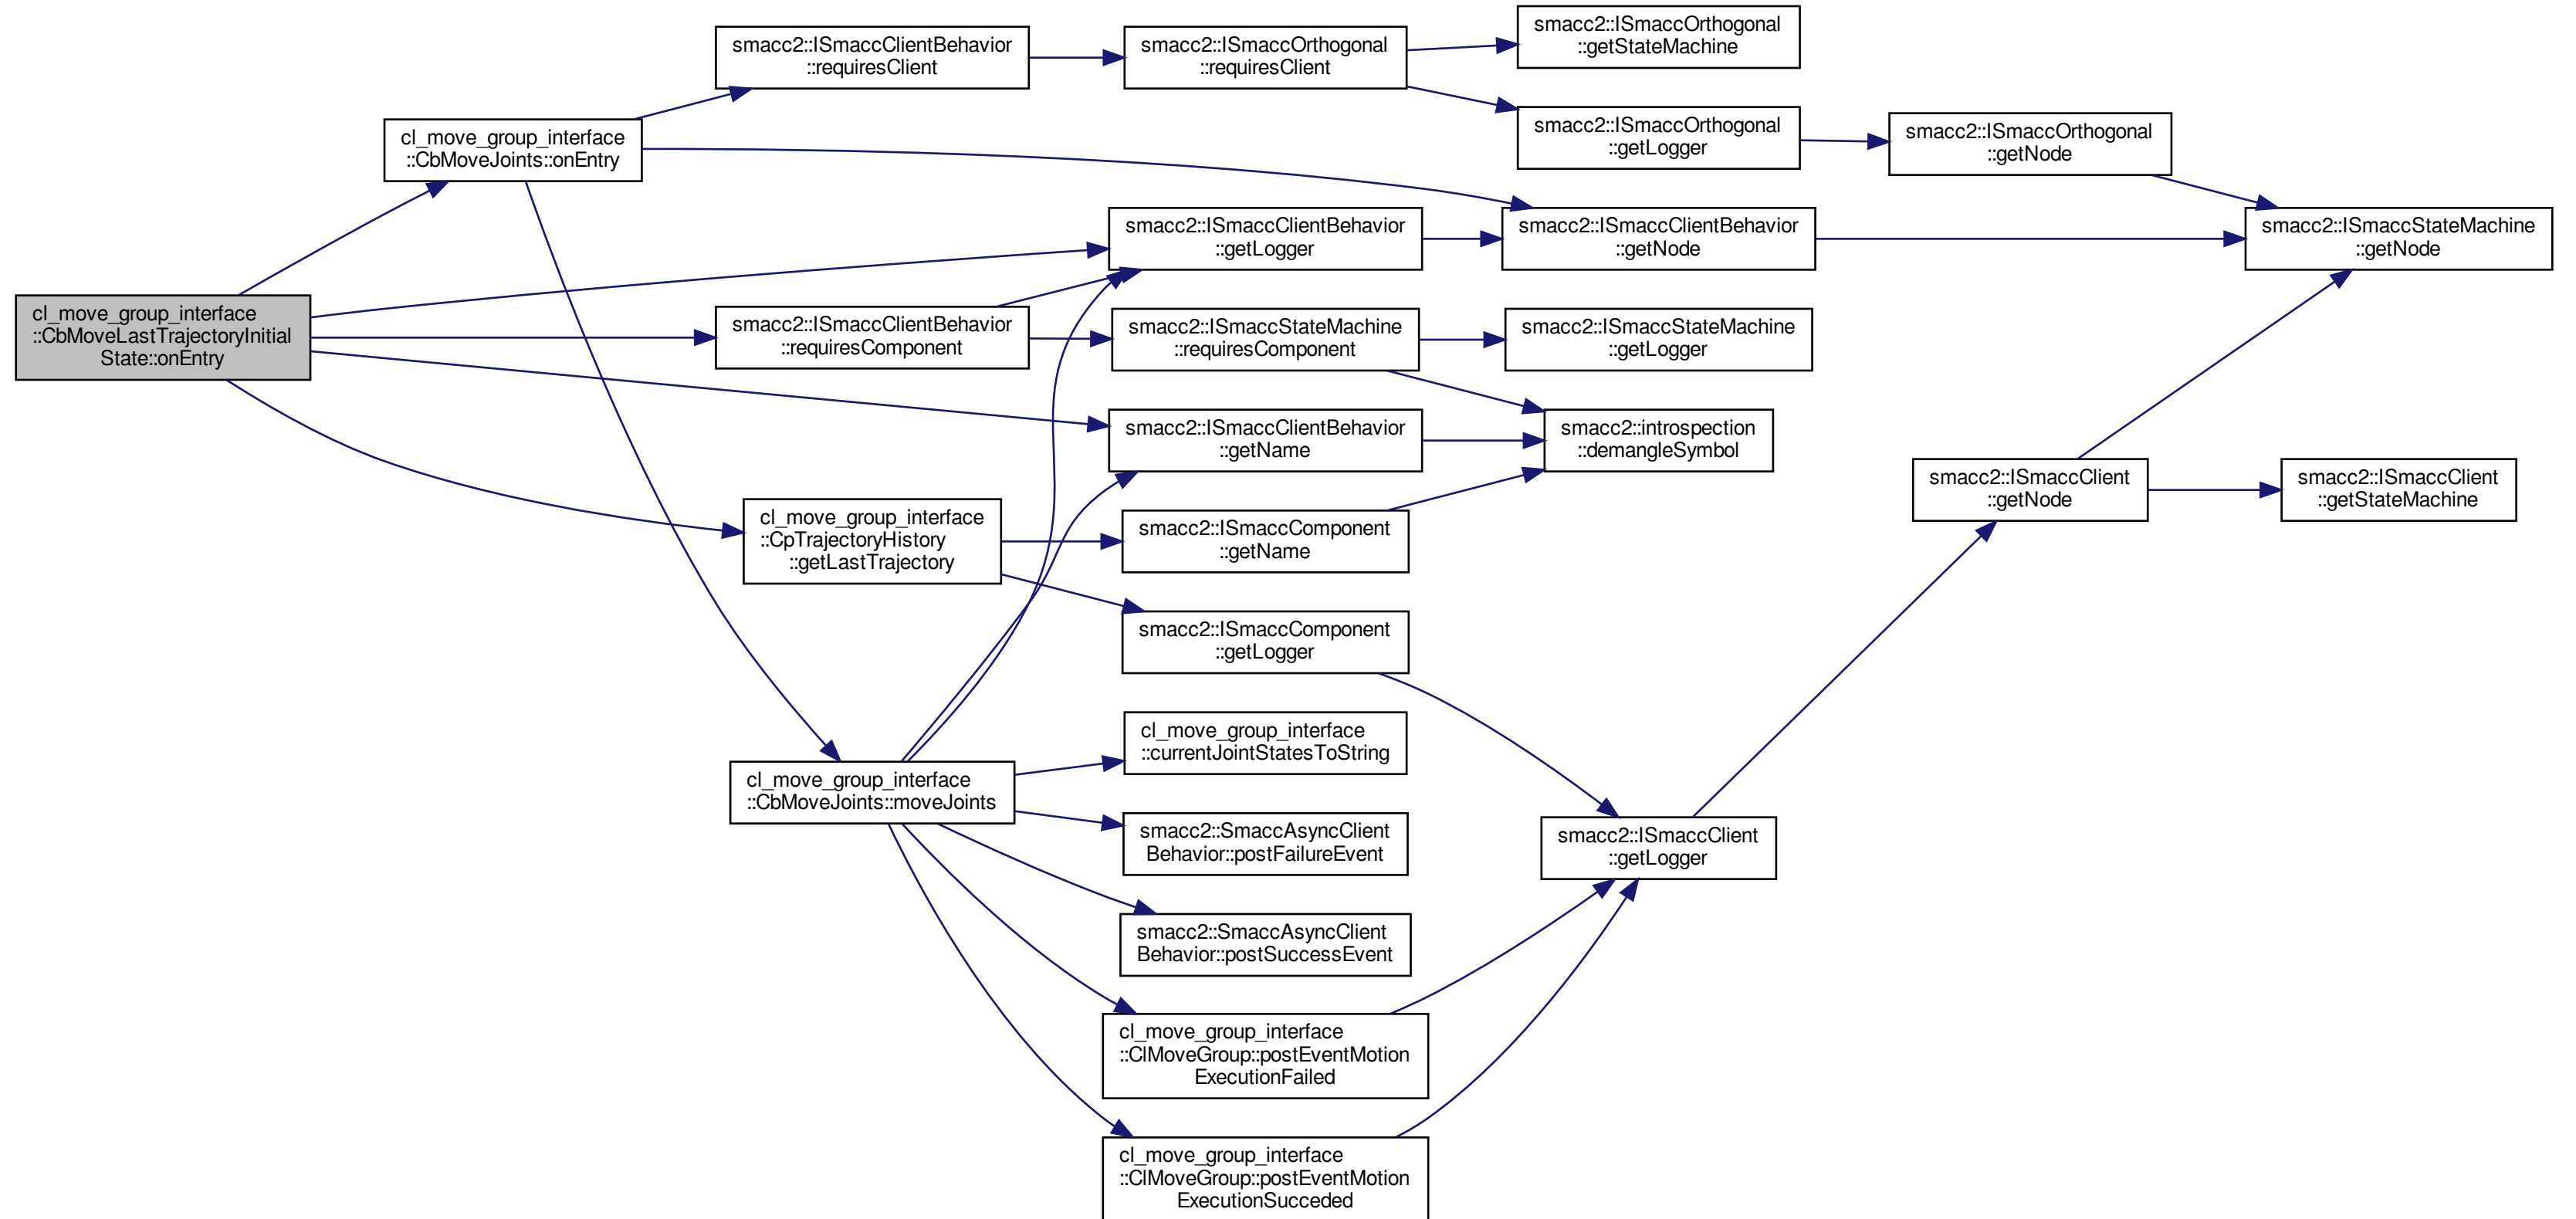 cl_move_group_interface
::CbMoveLastTrajectoryInitial
State::onEntry
cl_move_group_interface
::CbMoveJoints::onEntry
smacc2::ISmaccClientBehavior
::requiresClient
smacc2::ISmaccOrthogonal
::requiresClient
smacc2::ISmaccOrthogonal
::getStateMachine
smacc2::ISmaccOrthogonal
::getLogger
smacc2::ISmaccOrthogonal
::getNode
smacc2::ISmaccClientBehavior
::getLogger
smacc2::ISmaccClientBehavior
::getNode
smacc2::ISmaccStateMachine
::getNode
smacc2::ISmaccClientBehavior
::requiresComponent
smacc2::ISmaccStateMachine
::requiresComponent
smacc2::ISmaccStateMachine
::getLogger
smacc2::ISmaccClientBehavior
::getName
smacc2::introspection
::demangleSymbol
cl_move_group_interface
::CpTrajectoryHistory
::getLastTrajectory
smacc2::ISmaccComponent
::getName
smacc2::ISmaccClient
::getNode
smacc2::ISmaccClient
::getStateMachine
smacc2::ISmaccComponent
::getLogger
cl_move_group_interface
::CbMoveJoints::moveJoints
cl_move_group_interface
::currentJointStatesToString
smacc2::SmaccAsyncClient
Behavior::postFailureEvent
smacc2::ISmaccClient
::getLogger
smacc2::SmaccAsyncClient
Behavior::postSuccessEvent
cl_move_group_interface
::ClMoveGroup::postEventMotion
ExecutionFailed
cl_move_group_interface
::ClMoveGroup::postEventMotion
ExecutionSucceded